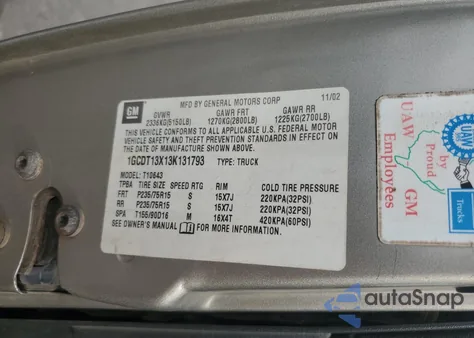 GM
MFD BY GENERAL MOTORS CORP 11/02
GVWR GAWR FRT GAWR RR
2336KG(5150LB) 1270KG(2800LB) 1225KG(2700LB)
THIS VEHICLE CONFORMS TO ALL APPLICABLE U.S. FEDERAL MOTOR
VEHICLE SAFETY AND THEFT PREVENTION STANDARDS IN EFFECT ON
THE DATE OF MANUFACTURE SHOWN ABOVE.
1GCDT13X13K131793 TYPE: TRUCK
MODEL: T10643
TPBA TIRE SIZE SPEED RTG RIM COLD TIRE PRESSURE
FRT P235/75R15 S 15X7J 220KPA(32PSI)
RR P235/75R15 S 15X7J 220KPA(32PSI)
SPA T155/90D16 M 16X4T 420KPA(60PSI)
SEE OWNER'S MANUAL FOR MORE INFORMATION.
UAW
by
Proud
Employees
UAW
GM
Trucks
autoSnap